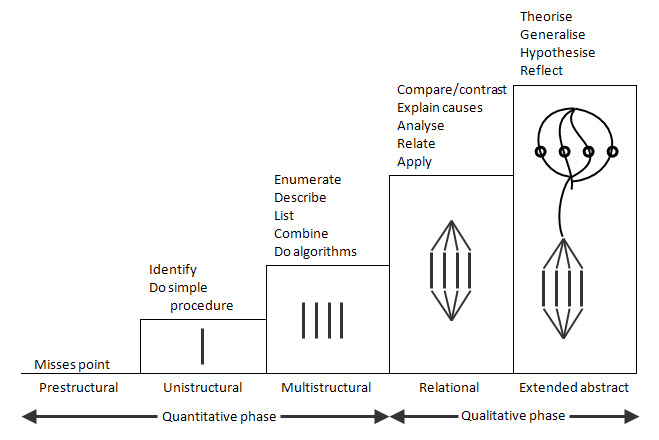 Theorise
Generalise
Hypothesise
Reflect
Compare/contrast
Explain causes
Analyse
Relate
Apply
Enumerate
Describe
List
Combine
Do algorithms
Identify
Do simple
procedure
Misses point
Prestructural
Unistructural
Multistructural
Relational
Extended abstract
Quantitative phase
Qualitative phase